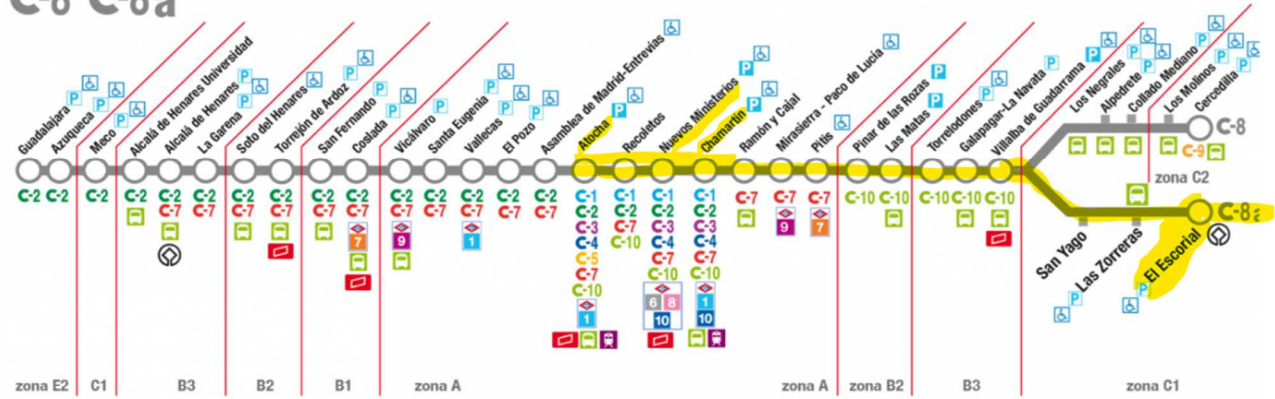 C-8 C-8a
Guadalajara
Azuqueca
Meco
Alcalá de Henares Universidad
Alcalá de Henares
La Garena
Soto del Henares
Torrejón de Ardoz
San Fernando
Coslada
Vicálvaro
Santa Eugenia
Vallecas
El Pozo
Asamblea de Madrid-Entrevías
Atocha
Recoletos
Nuevos Ministerios
Chamartín
Ramón y Cajal
Mirasierra - Paco de Lucía
Pitis
Pinar de las Rozas
Las Matas
Torrelodones
Galapagar-La Navata
Villalba de Guadarrama
Los Negrales
Alpedrete
Collado Mediano
Los Molinos
Cercedilla
C-8
C-9
zona C2
C-8a
San Yago
Las Zorreras
El Escorial
C-2 C-2 C-2 C-2 C-2 C-2 C-2 C-2 C-2 C-2 C-2 C-2 C-2 C-2 C-2 C-1 C-1 C-1 C-1 C-7 C-7 C-7 C-10 C-10 C-10 C-10 C-10
C-7 C-7 C-7 C-7 C-7 C-7 C-7 C-7 C-7 C-7 C-7 C-2 C-2 C-2 C-2
7 9 1 C-3 C-7 C-3 C-3 9 7
C-4 C-10 C-4 C-4
C-5 C-7 C-7
C-7 C-10 C-10
C-10 6 8 1
1 10 10
zona E2 C1 B3 B2 B1 zona A zona A zona B2 B3 zona C1